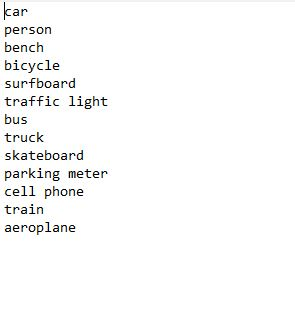 car
person
bench
bicycle
surfboard
traffic light
bus
truck
skateboard
parking meter
cell phone
train
aeroplane